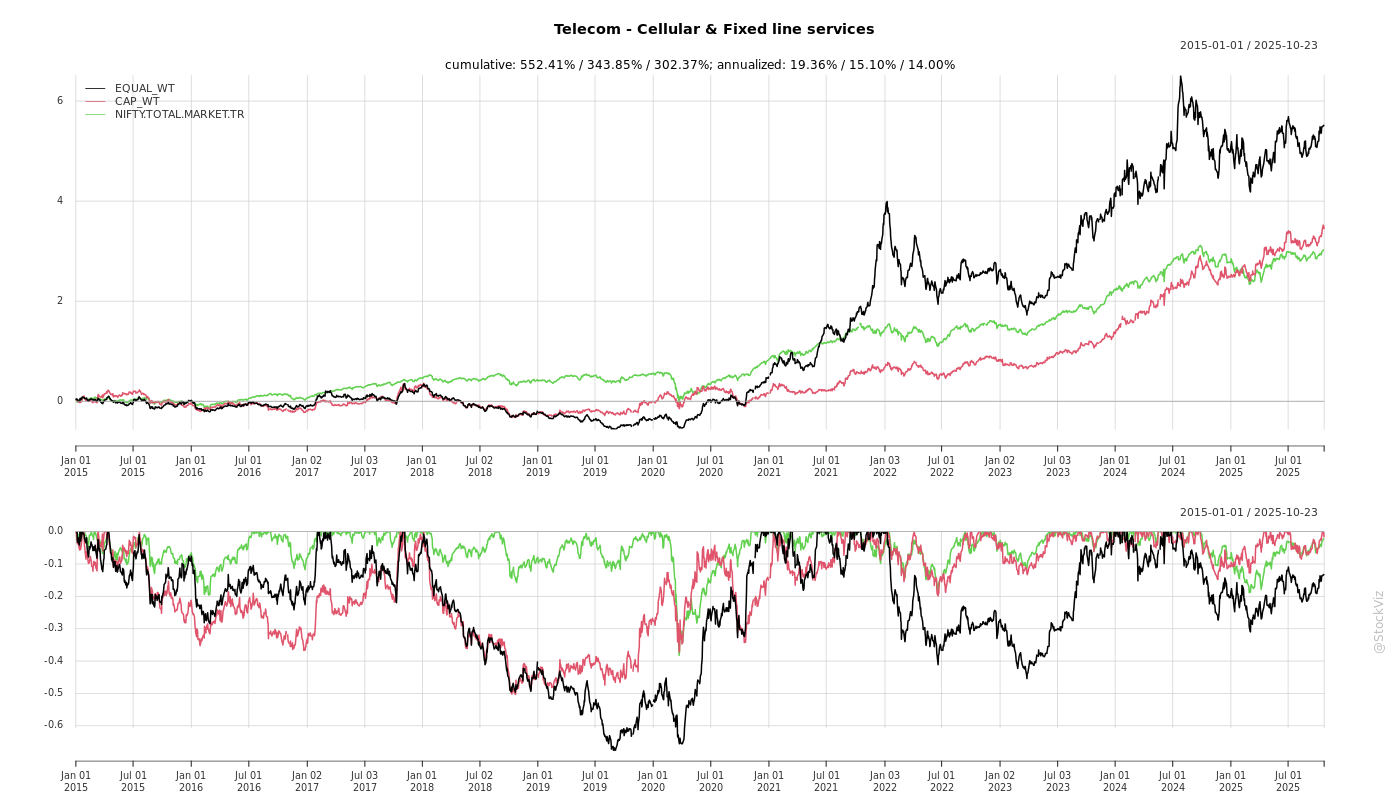 Telecom - Cellular & Fixed line services
2015-01-01 / 2025-10-23
cumulative: 552.41% / 343.85% / 302.37%; annualized: 19.36% / 15.10% / 14.00%
EQUAL_WT
CAP_WT
NIFTY.TOTAL.MARKET.TR
6
4
2
0
Jan 01 Jul 01 Jan 01 Jul 01 Jan 02 Jul 03 Jan 01 Jul 02 Jan 01 Jul 01 Jan 01 Jul 01 Jan 01 Jul 01 Jan 03 Jul 01 Jan 02 Jul 03 Jan 01 Jul 01 Jan 01 Jul 01
2015 2015 2016 2016 2017 2017 2018 2018 2019 2019 2020 2020 2021 2021 2022 2022 2023 2023 2024 2024 2025 2025
2015-01-01 / 2025-10-23
0.0
-0.1
-0.2
-0.3
-0.4
-0.5
-0.6
Jan 01 Jul 01 Jan 01 Jul 01 Jan 02 Jul 03 Jan 01 Jul 02 Jan 01 Jul 01 Jan 01 Jul 01 Jan 01 Jul 01 Jan 03 Jul 01 Jan 02 Jul 03 Jan 01 Jul 01 Jan 01 Jul 01
2015 2015 2016 2016 2017 2017 2018 2018 2019 2019 2020 2020 2021 2021 2022 2022 2023 2023 2024 2024 2025 2025
@StockViz